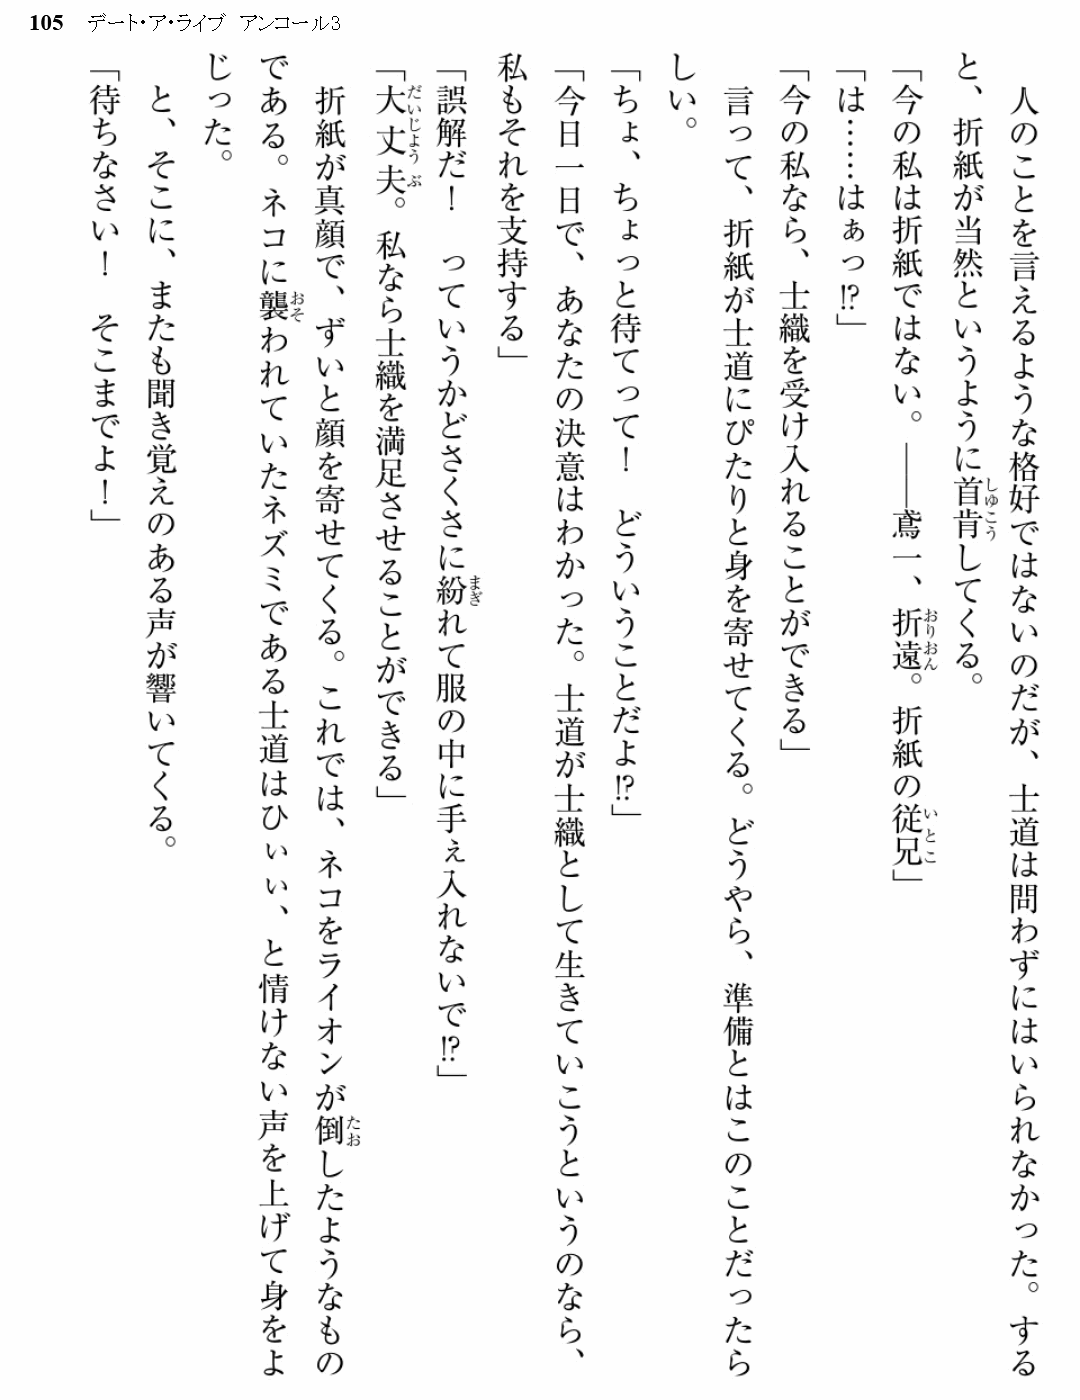 105 デート・ア・ライブ アンコール3
人のことを言えるような格好ではないのだが、士道は問わずにはいられなかった。する
と、折紙が当然というように首肯してくる。
「今の私は折紙ではない。――鳶一、折遠。折紙の従兄」
「は……はぁっ!?」
「今の私なら、士織を受け入れることができる」
言って、折紙が士道にぴたりと身を寄せてくる。どうやら、準備とはこのことだったら
しい。
「ちょ、ちょっと待てって! どういうことだよ!?」
「今日一日で、あなたの決意はわかった。士道が士織として生きていこうというのなら、
私もそれを支持する」
「誤解だ! っていうかどさくさに紛れて服の中に手ぇ入れないで!?」
「大丈夫。私なら士織を満足させることができる」
折紙が真顔で、ずいと顔を寄せてくる。これでは、ネコをライオンが倒したようなもの
である。ネコに襲われていたネズミである士道はひぃぃ、と情けない声を上げて身をよ
じった。
と、そこに、またも聞き覚えのある声が響いてくる。
「待ちなさい! そこまでよ!」